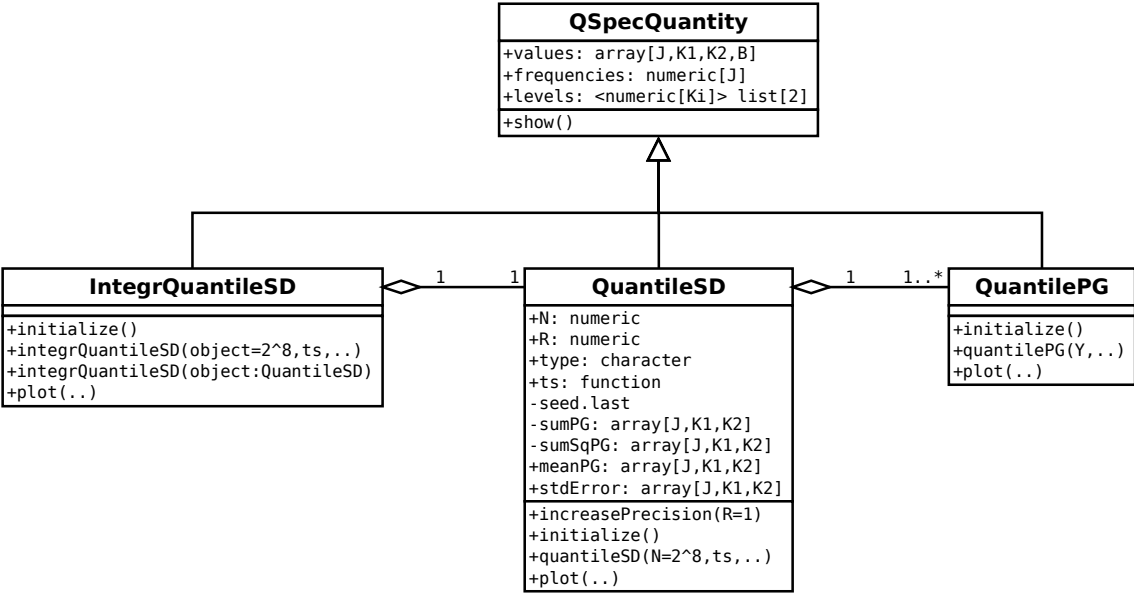 QSpecQuantity
+values: array[J,K1,K2,B]
+frequencies: numeric[J]
+levels: <numeric[Ki]> list[2]
+show()
IntegrQuantileSD
+initialize()
+integrQuantileSD(object=2^8,ts,..)
+integrQuantileSD(object:QuantileSD)
+plot(..)
1
1
QuantileSD
+N: numeric
+R: numeric
+type: character
+ts: function
-seed.last
-sumPG: array[J,K1,K2]
-sumSqPG: array[J,K1,K2]
+meanPG: array[J,K1,K2]
+stdError: array[J,K1,K2]
+increasePrecision(R=1)
+initialize()
+quantileSD(N=2^8,ts,..)
+plot(..)
1
1..*
QuantilePG
+initialize()
+quantilePG(Y,..)
+plot(..)